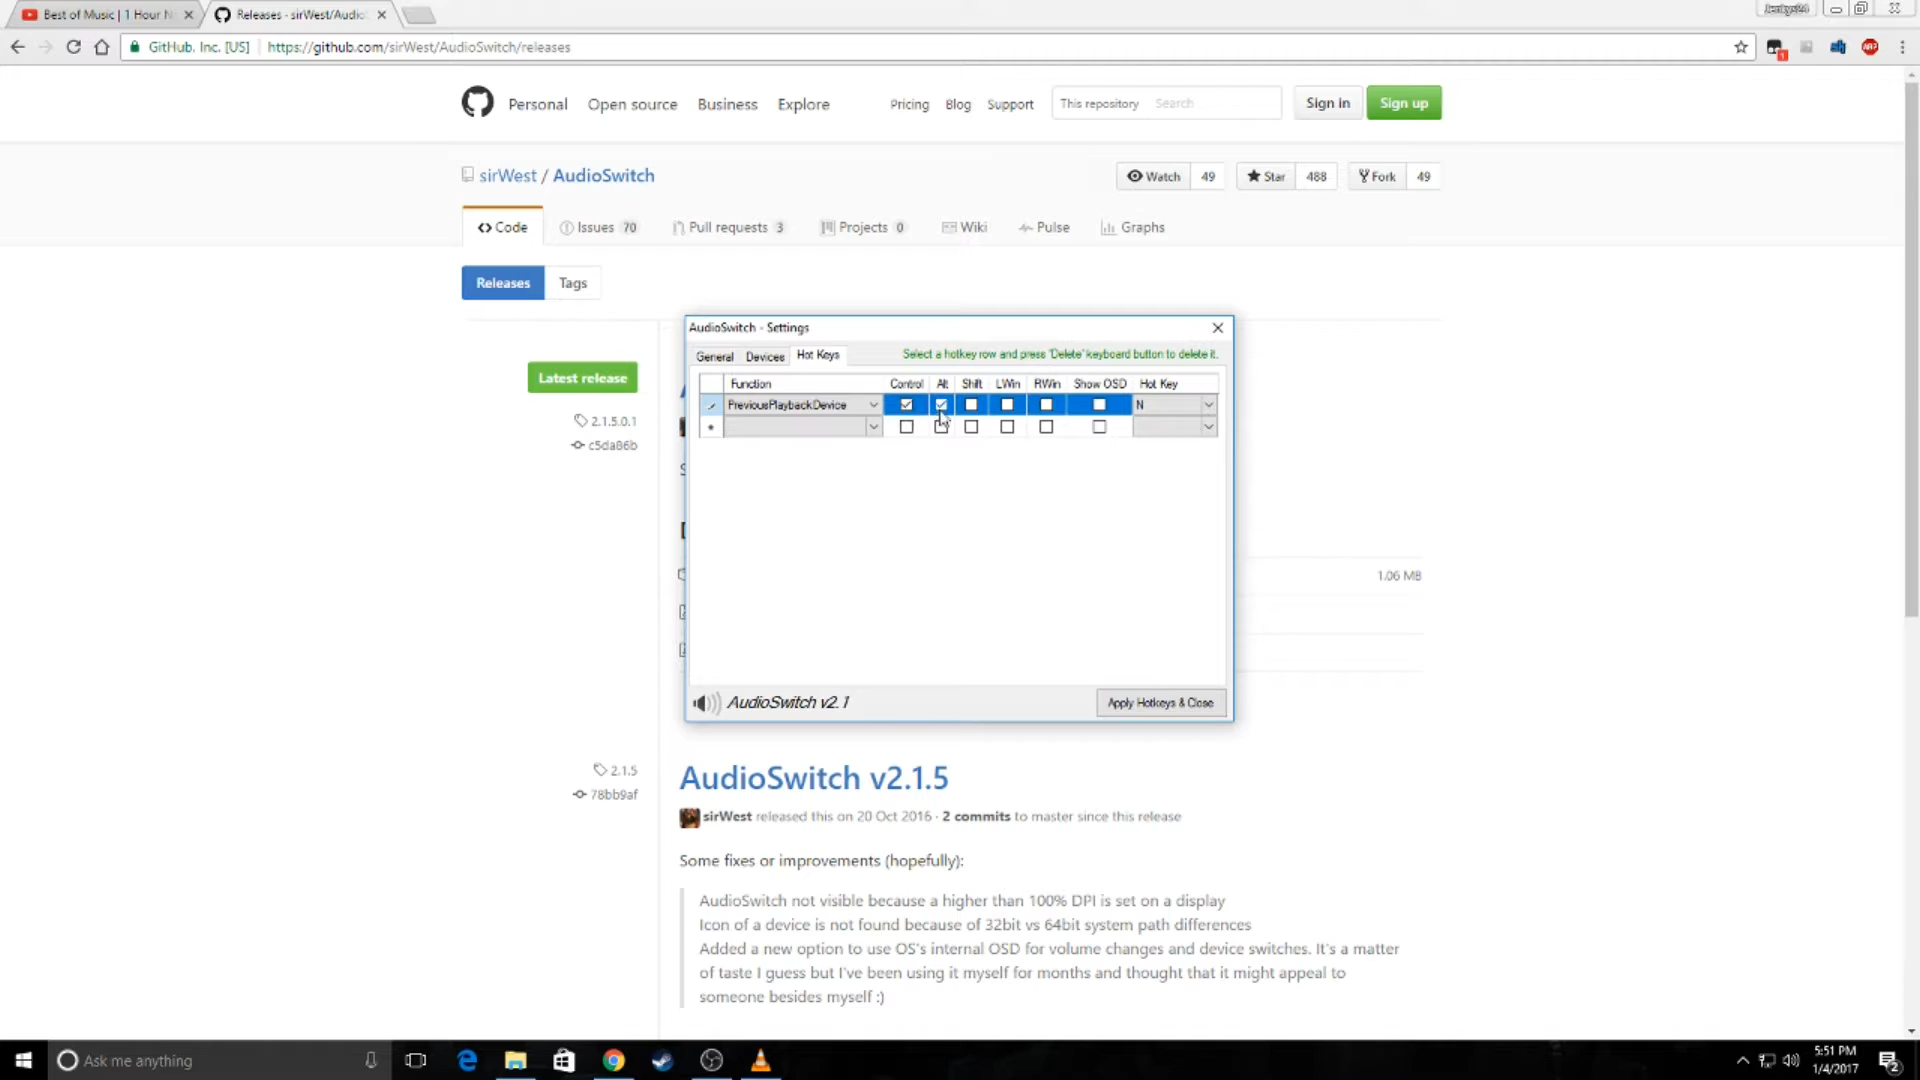 Best of Music | 1 Hour N
Releases - sirWest/Audio
GitHub, Inc. [US] https://github.com/sirWest/AudioSwitch/releases
Personal Open source Business Explore Pricing Blog Support This repository Search Sign in Sign up
sirWest / AudioSwitch Watch 49 Star 488 Fork 49
Code Issues 70 Pull requests 3 Projects 0 Wiki Pulse Graphs
Releases Tags
AudioSwitch - Settings
General Devices Hot Keys Select a hotkey row and press 'Delete' keyboard button to delete it.
Function Control Alt Shift LWin RWin Show OSD Hot Key
PreviousPlaybackDevice N
Latest release
2.1.5.0.1
c5da86b
1.06 MB
AudioSwitch v2.1 Apply Hotkeys & Close
2.1.5
78bb9af
AudioSwitch v2.1.5
sirWest released this on 20 Oct 2016 · 2 commits to master since this release
Some fixes or improvements (hopefully):
AudioSwitch not visible because a higher than 100% DPI is set on a display
Icon of a device is not found because of 32bit vs 64bit system path differences
Added a new option to use OS's internal OSD for volume changes and device switches. It's a matter
of taste I guess but I've been using it myself for months and thought that it might appeal to
someone besides myself :)
Ask me anything
5:51 PM
1/4/2017
2